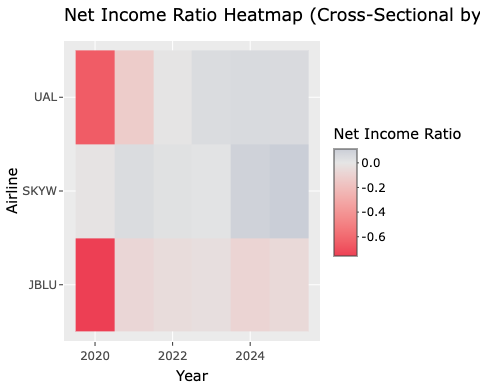 Net Income Ratio Heatmap (Cross-Sectional by
UAL
SKYW
JBLU
Airline
2020
2022
2024
Year
Net Income Ratio
0.0
-0.2
-0.4
-0.6